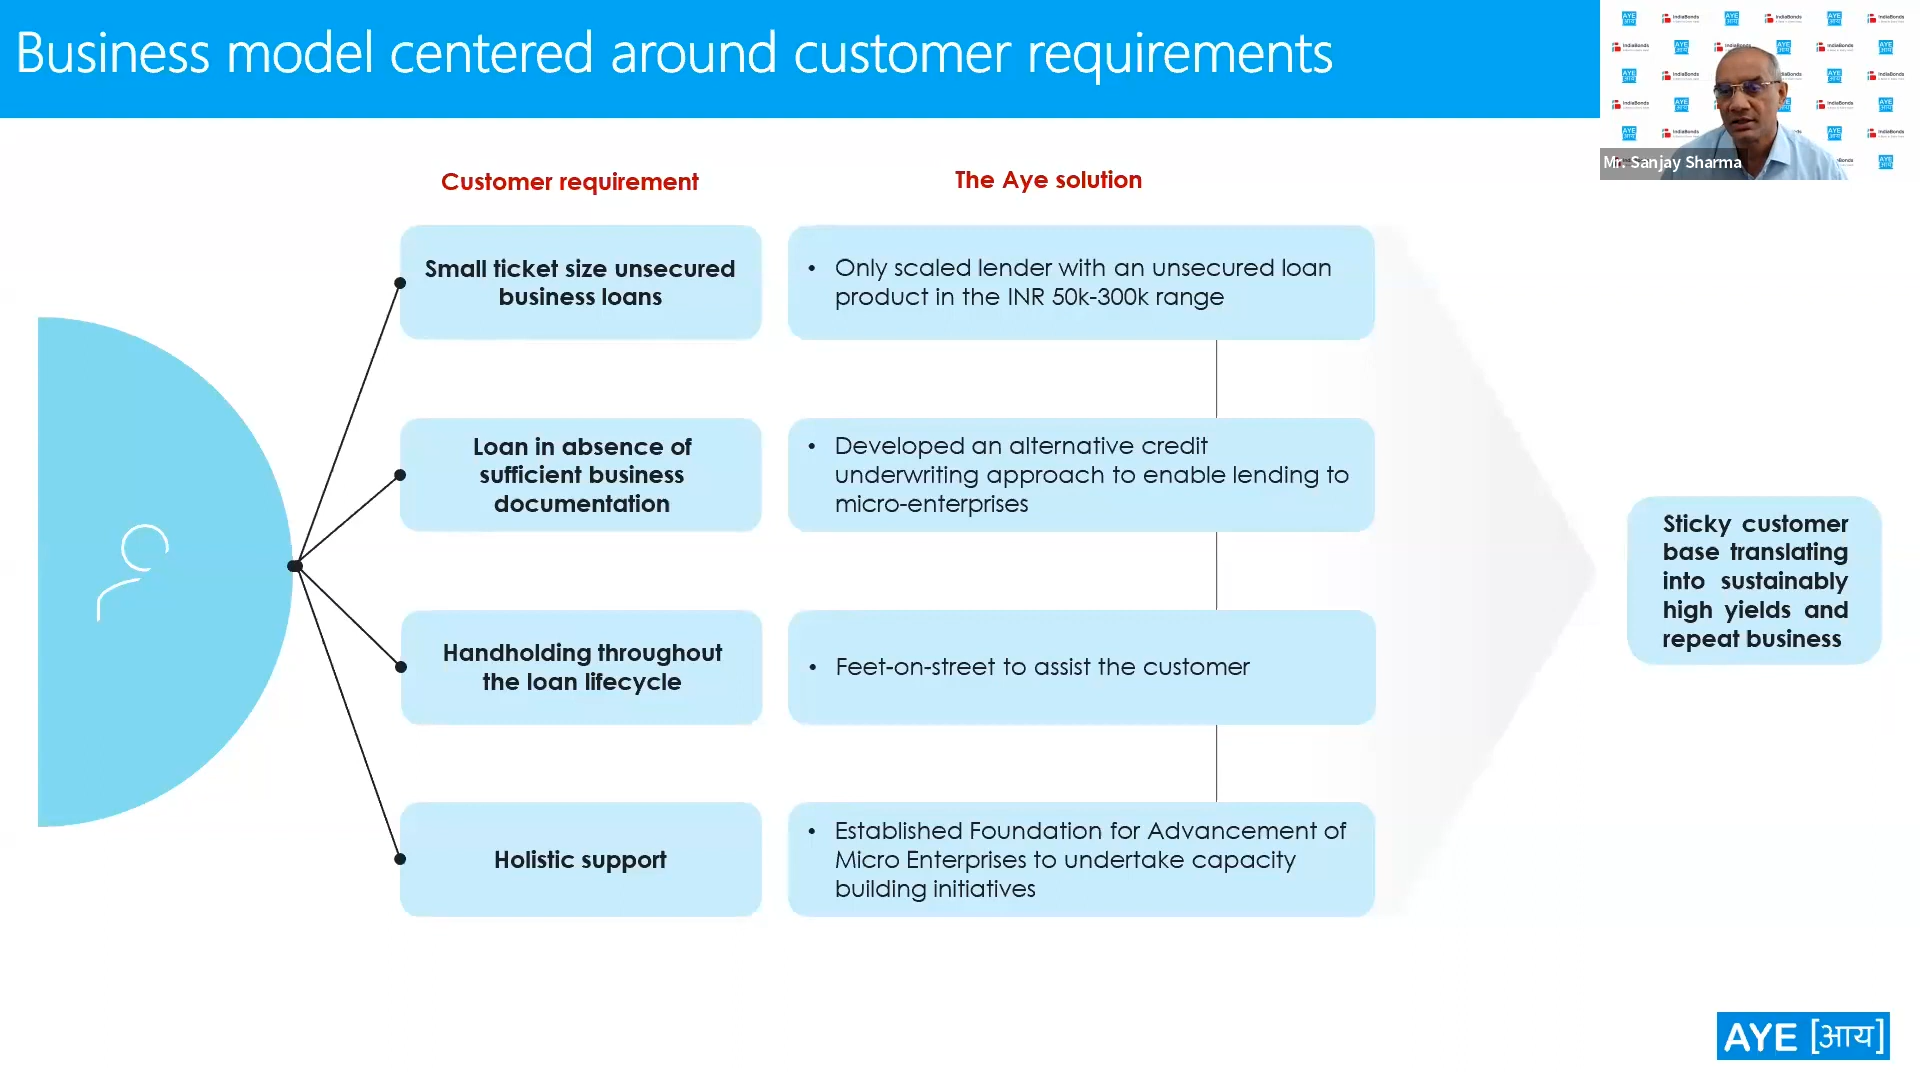 Business model centered around customer requirements
AYE
आय
IndiaBonds
Mr. Sanjay Sharma
Customer requirement
The Aye solution
Small ticket size unsecured
business loans
• Only scaled lender with an unsecured loan
product in the INR 50k-300k range
Loan in absence of
sufficient business
documentation
• Developed an alternative credit
underwriting approach to enable lending to
micro-enterprises
Handholding throughout
the loan lifecycle
• Feet-on-street to assist the customer
Holistic support
• Established Foundation for Advancement of
Micro Enterprises to undertake capacity
building initiatives
Sticky customer
base translating
into sustainably
high yields and
repeat business
AYE [आय]